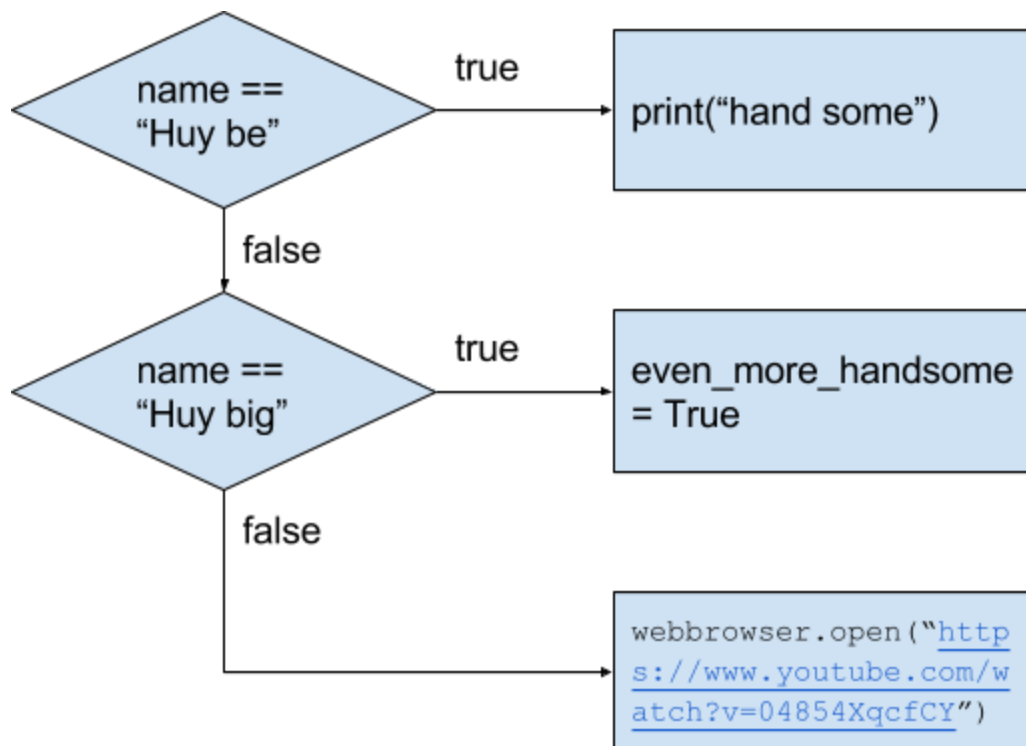 name ==
“Huy be”
true
print(“hand some”)
false
name ==
“Huy big”
true
even_more_handsome
= True
false
webbrowser.open(“http
s://www.youtube.com/w
atch?v=04854XqcfCY”)